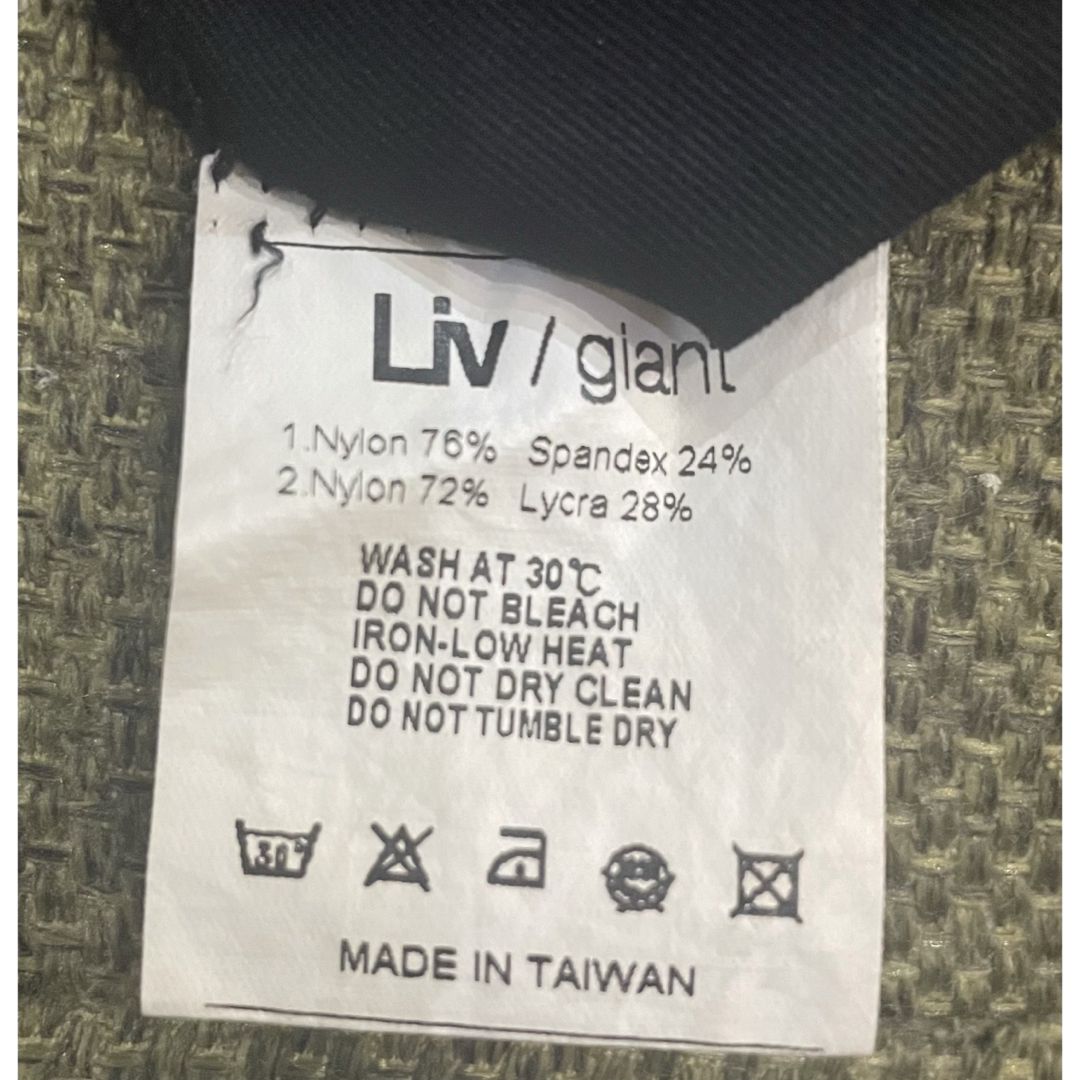 Liv / giant
1.Nylon 76% Spandex 24%
2.Nylon 72% Lycra 28%
WASH AT 30℃
DO NOT BLEACH
IRON-LOW HEAT
DO NOT DRY CLEAN
DO NOT TUMBLE DRY
30°
MADE IN TAIWAN